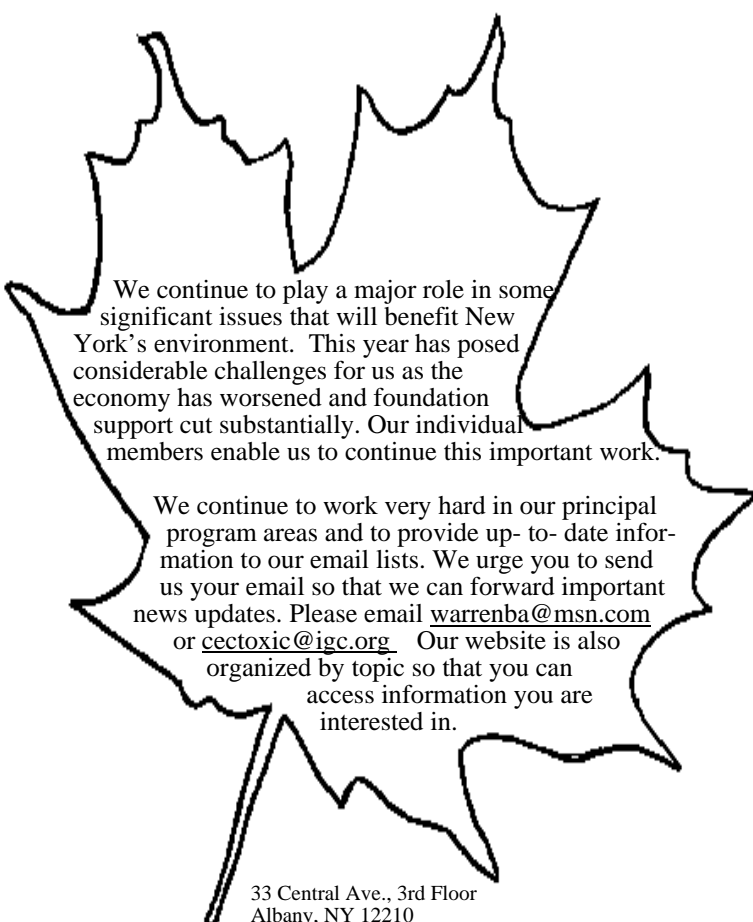 We continue to play a major role in some
significant issues that will benefit New
York's environment.  This year has posed
considerable challenges for us as the
economy has worsened and foundation
support cut substantially. Our individual
members enable us to continue this important work.
We continue to work very hard in our principal
program areas and to provide up- to- date infor-
mation to our email lists. We urge you to send
us your email so that we can forward important
news updates. Please email warrenba@msn.com
or cectoxic@igc.org   Our website is also
organized by topic so that you can
access information you are
interested in.
33 Central Ave., 3rd Floor
Albany, NY 12210